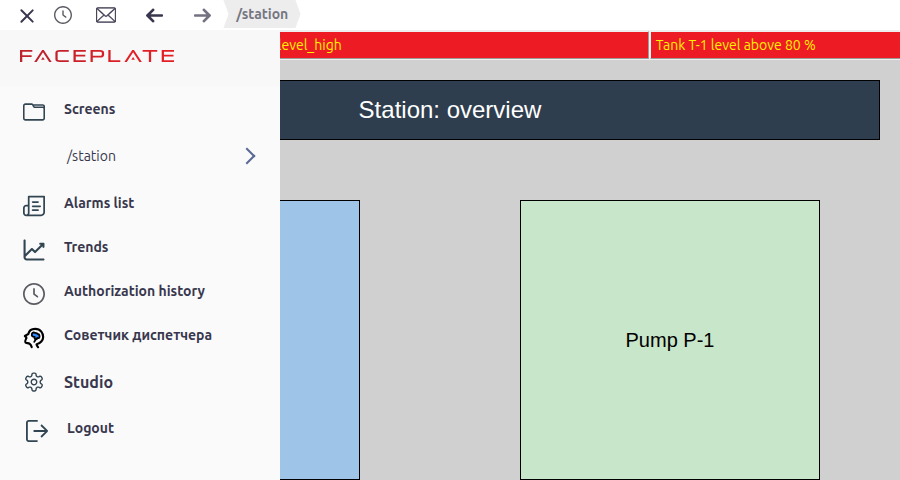 /station
FACEPLATE
level_high
Tank T-1 level above 80 %
Screens
Station: overview
/station
Alarms list
Trends
Authorization history
Советчик диспетчера
Pump P-1
Studio
Logout